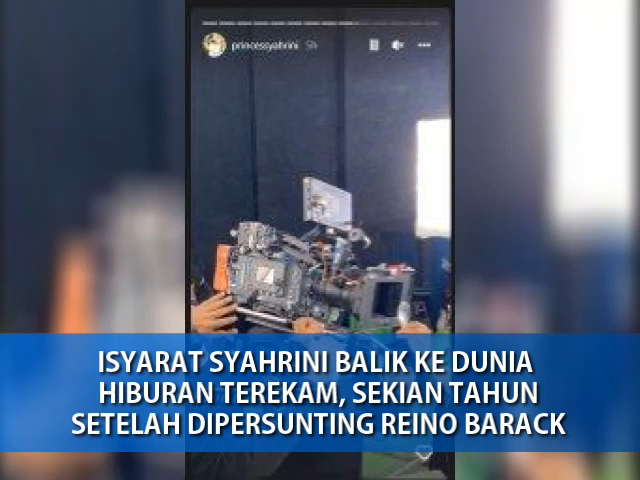 princessyahrini 5h
ISYARAT SYAHRINI BALIK KE DUNIA
HIBURAN TEREKAM, SEKIAN TAHUN
SETELAH DIPERSUNTING REINO BARACK